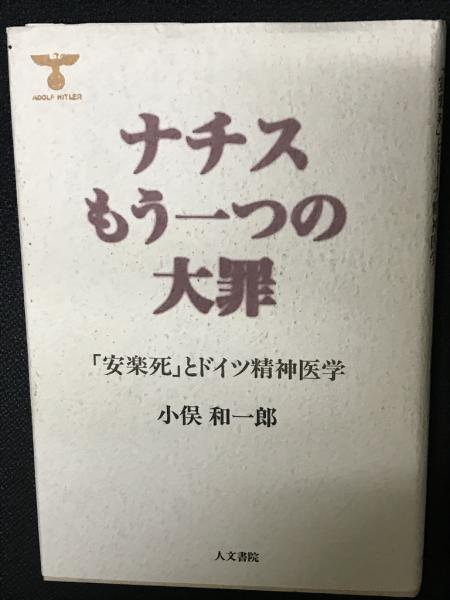 ADOLF HITLER
ナチス
もう一つの
大罪
「安楽死」とドイツ精神医学
小俣 和一郎
人文書院